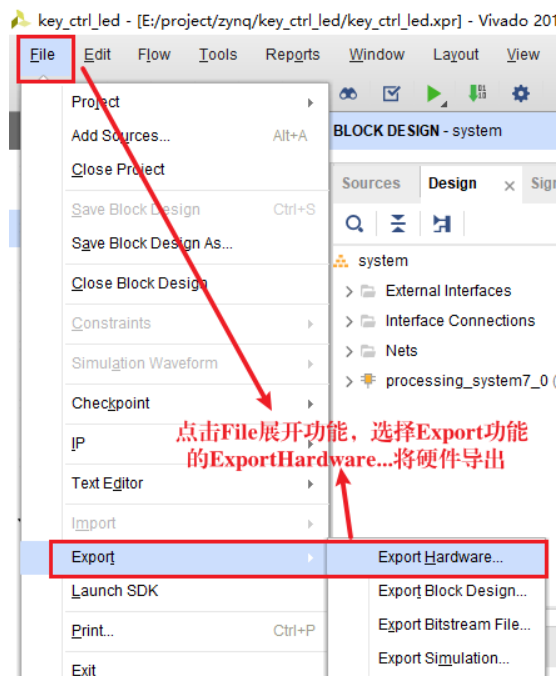 key_ctrl_led - [E:/project/zynq/key_ctrl_led/key_ctrl_led.xpr] - Vivado 201
File Edit Flow Tools Reports Window Layout View
Project
Add Sources... Alt+A
Close Project
Save Block Design Ctrl+S
Save Block Design As...
Close Block Design
Constraints
Simulation Waveform
Checkpoint
IP
Text Editor
Import
Export
Launch SDK
Print... Ctrl+P
Exit
BLOCK DESIGN - system
Sources Design Sign
system
External Interfaces
Interface Connections
Nets
processing_system7_0 (
点击File展开功能，选择Export功能
的ExportHardware...将硬件导出
Export Hardware...
Export Block Design...
Export Bitstream File...
Export Simulation...